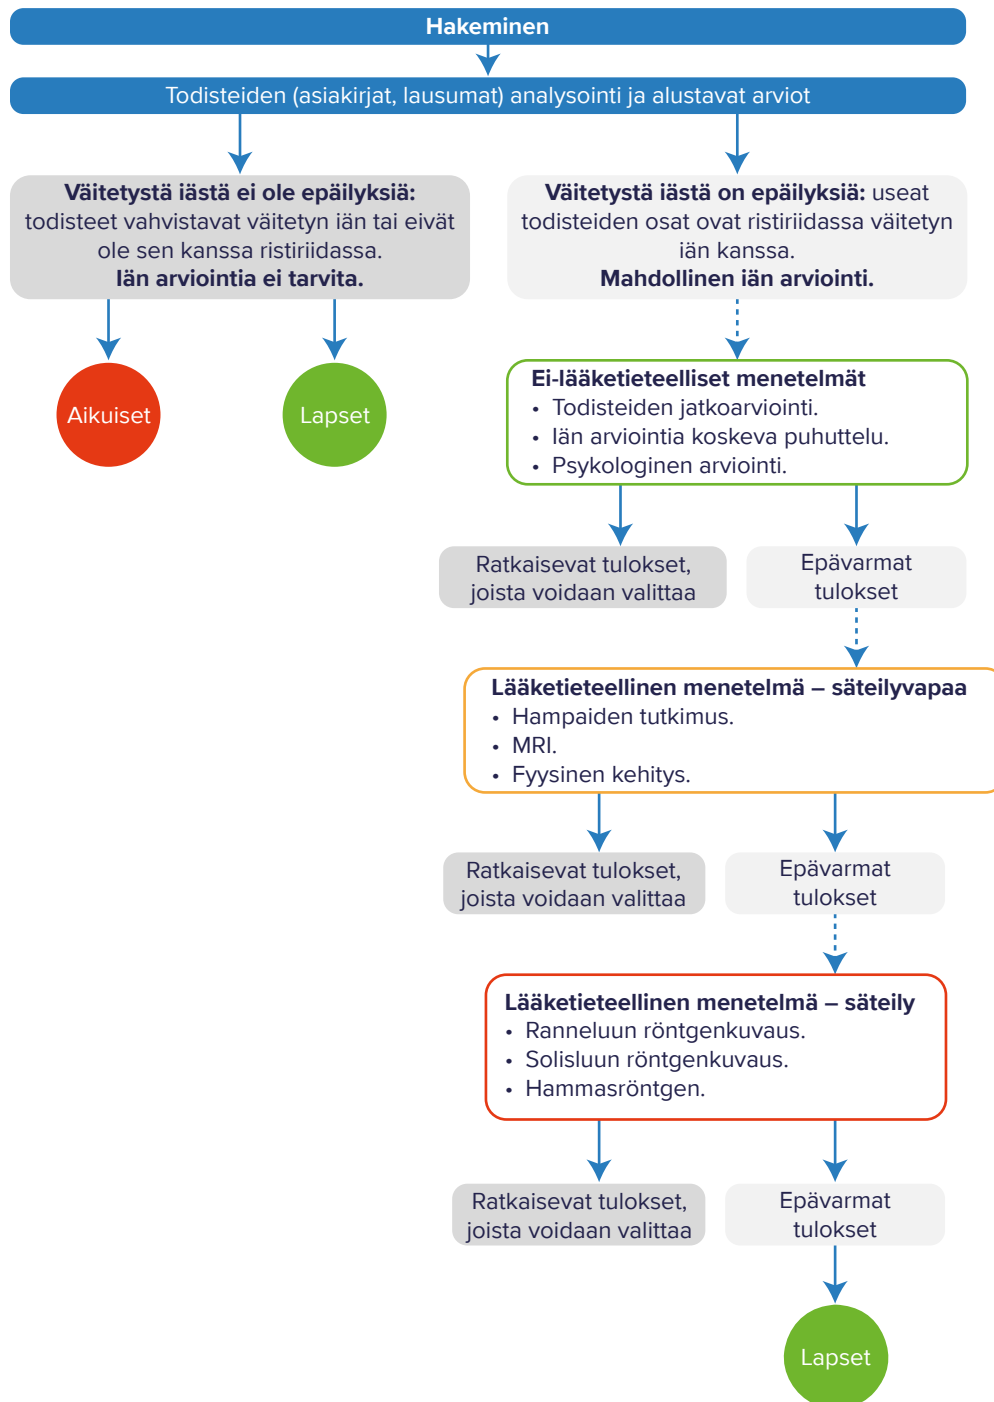 Hakeminen
Todisteiden (asiakirjat, lausumat) analysointi ja alustavat arviot
Väitetystä iästä ei ole epäilyksiä:
todisteet vahvistavat väitetyn iän tai eivät
ole sen kanssa ristiriidassa.
Iän arviointia ei tarvita.
Väitetystä iästä on epäilyksiä: useat
todisteiden osat ovat ristiriidassa väitetyn
iän kanssa.
Mahdollinen iän arviointi.
Aikuiset
Lapset
Ei-lääketieteelliset menetelmät
• Todisteiden jatkoarviointi.
• Iän arviointia koskeva puhuttelu.
• Psykologinen arviointi.
Ratkaisevat tulokset,
joista voidaan valittaa
Epävarmat
tulokset
Lääketieteellinen menetelmä – säteilyvapaa
• Hampaiden tutkimus.
• MRI.
• Fyysinen kehitys.
Ratkaisevat tulokset,
joista voidaan valittaa
Epävarmat
tulokset
Lääketieteellinen menetelmä – säteily
• Ranneluun röntgenkuvaus.
• Solisluun röntgenkuvaus.
• Hammasröntgen.
Ratkaisevat tulokset,
joista voidaan valittaa
Epävarmat
tulokset
Lapset